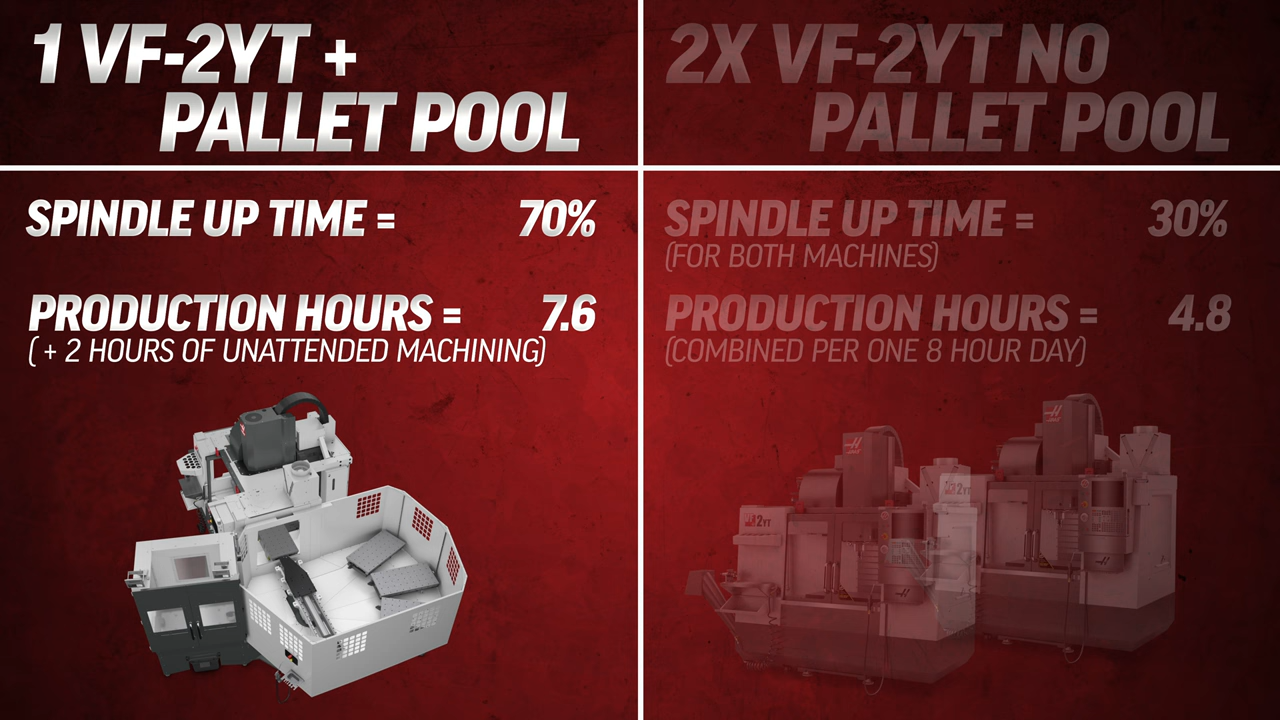 1 VF-2YT +
PALLET POOL
SPINDLE UP TIME = 70%
PRODUCTION HOURS = 7.6
( + 2 HOURS OF UNATTENDED MACHINING)
2X VF-2YT NO
PALLET POOL
SPINDLE UP TIME = 30%
(FOR BOTH MACHINES)
PRODUCTION HOURS = 4.8
(COMBINED PER ONE 8 HOUR DAY)
2YT
2YT